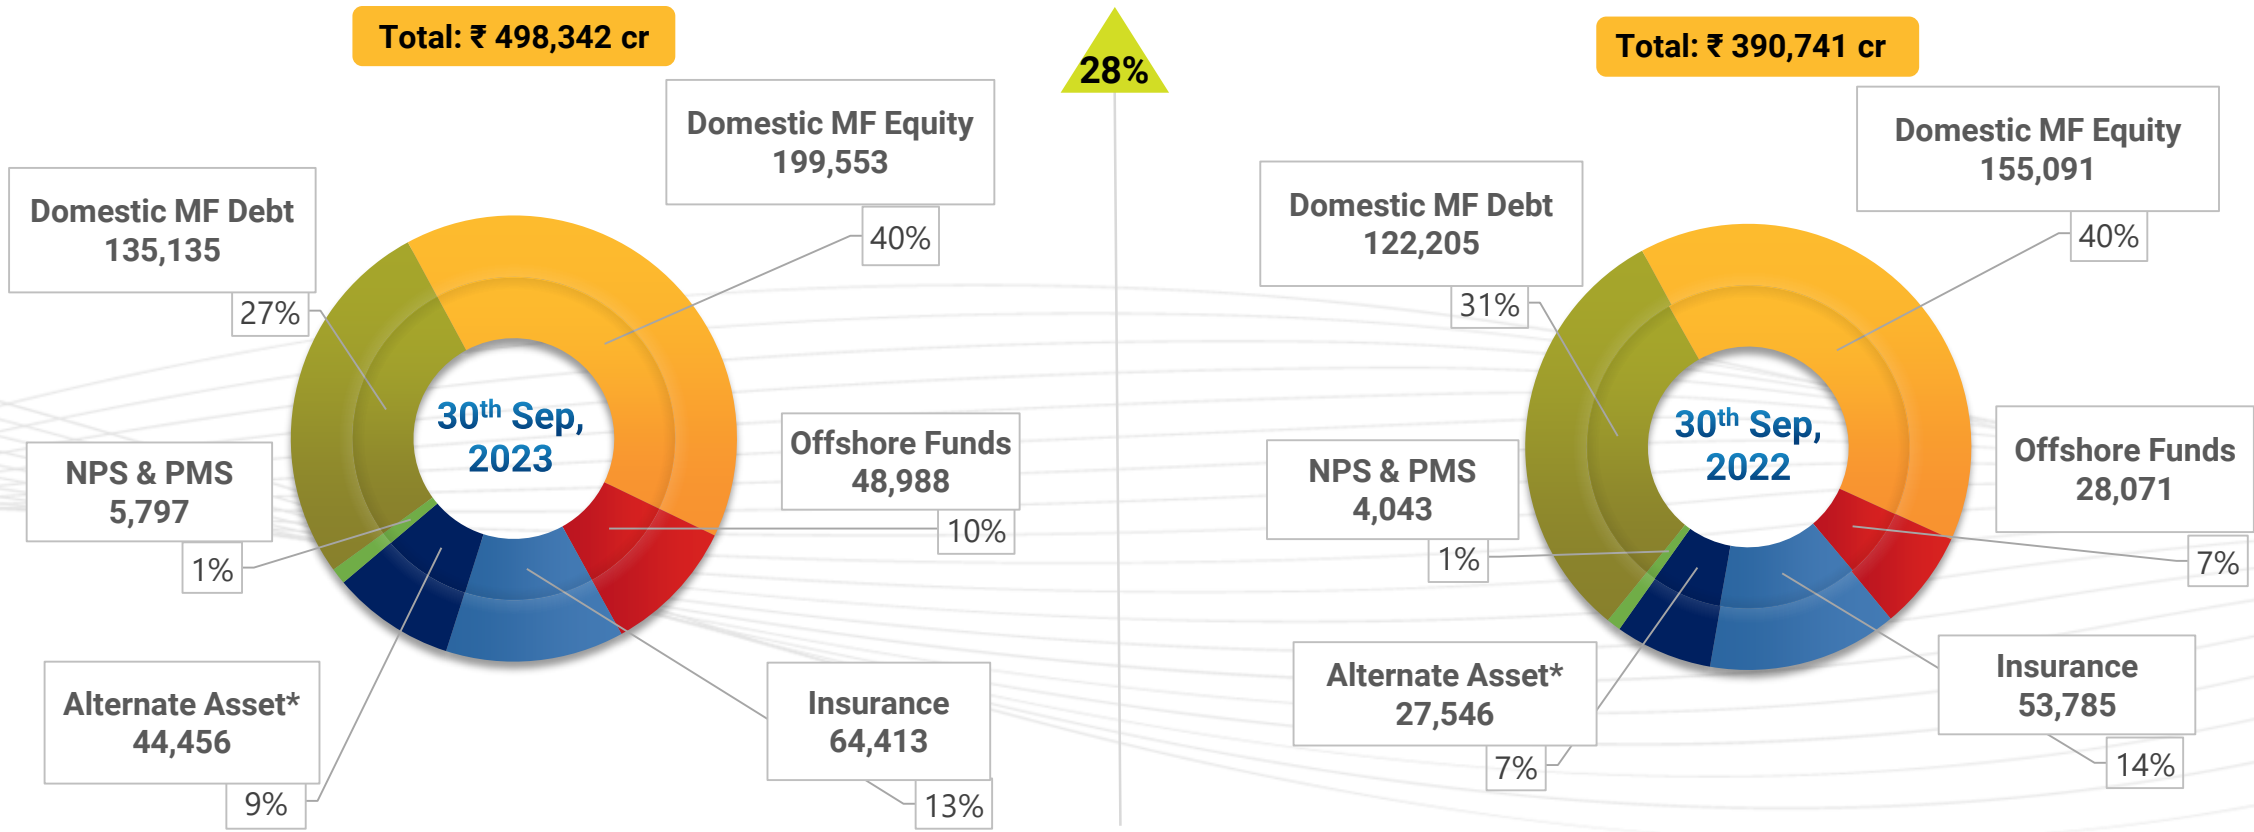 Total: ₹ 498,342 cr
28%
Total: ₹ 390,741 cr
Domestic MF Equity
199,553
40%
Domestic MF Debt
135,135
27%
30th Sep,
2023
Offshore Funds
48,988
10%
NPS & PMS
5,797
1%
Alternate Asset*
44,456
9%
Insurance
64,413
13%
Domestic MF Equity
155,091
40%
Domestic MF Debt
122,205
31%
30th Sep,
2022
Offshore Funds
28,071
7%
NPS & PMS
4,043
1%
Alternate Asset*
27,546
7%
Insurance
53,785
14%